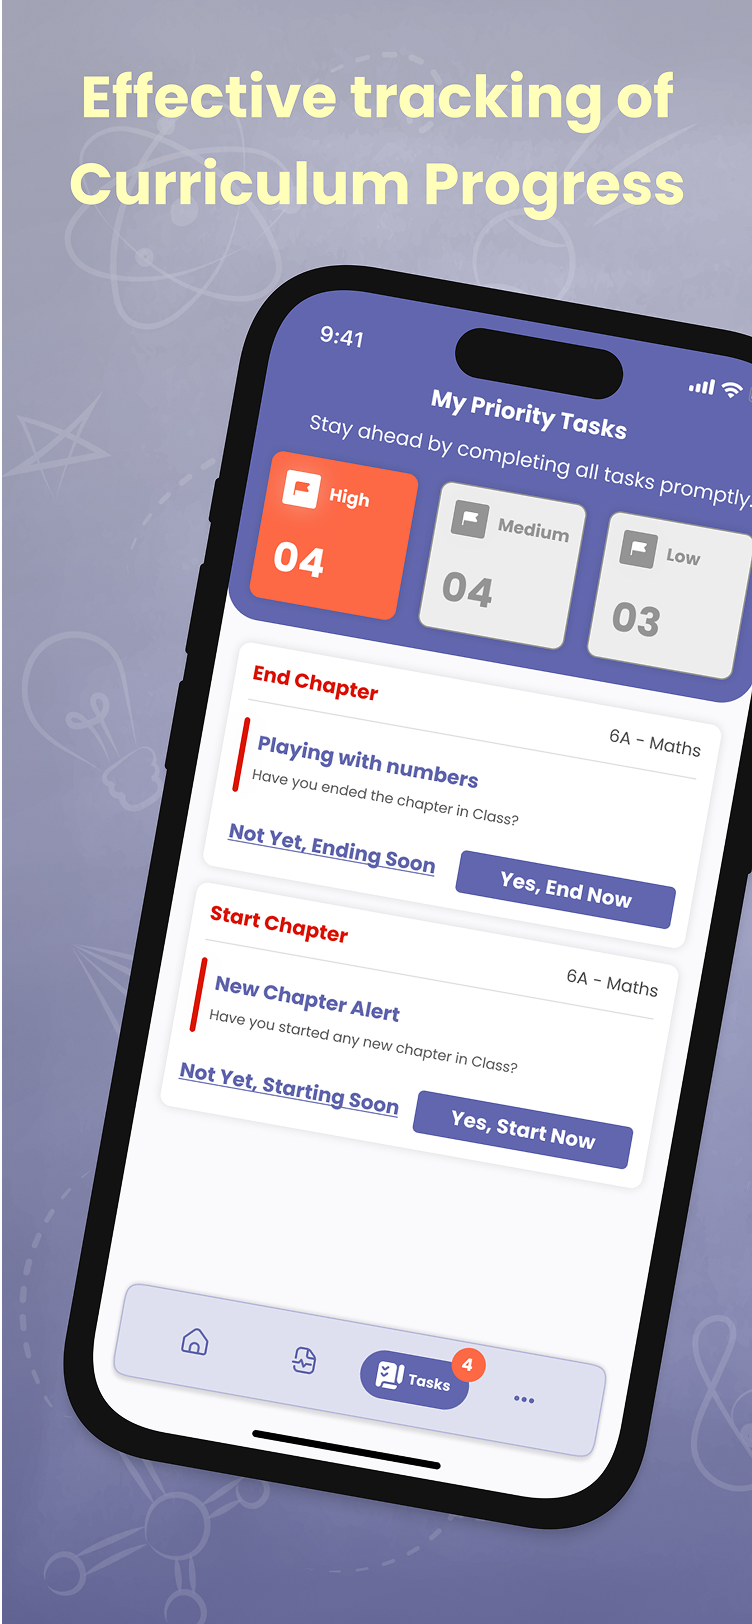 Effective tracking of
Curriculum Progress
9:41
My Priority Tasks
Stay ahead by completing all tasks promptly.
High
04
Medium
04
Low
03
End Chapter
6A - Maths
Playing with numbers
Have you ended the chapter in Class?
Not Yet, Ending Soon
Yes, End Now
Start Chapter
6A - Maths
New Chapter Alert
Have you started any new chapter in Class?
Not Yet, Starting Soon
Yes, Start Now
Tasks
4